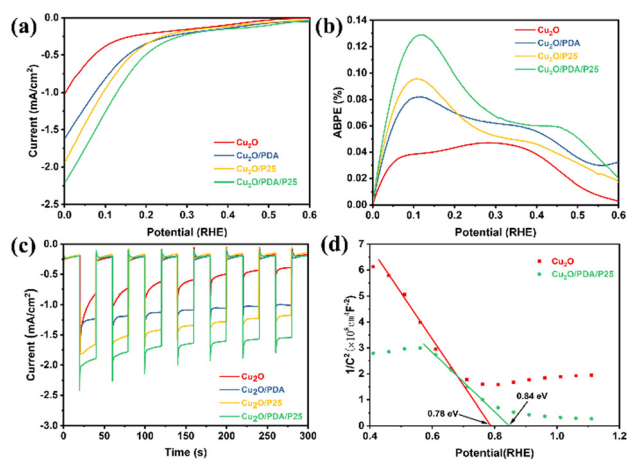 (a)
0.0
-0.5
-1.0
-1.5
-2.0
-2.5
0.0 0.1 0.2 0.3 0.4 0.5 0.6
Current (mA/cm²)
Potential (RHE)
Cu₂O
Cu₂O/PDA
Cu₂O/P25
Cu₂O/PDA/P25
(b)
0.14
0.12
0.10
0.08
0.06
0.04
0.02
0.00
0.0 0.1 0.2 0.3 0.4 0.5 0.6
ABPE (%)
Potential (RHE)
Cu₂O
Cu₂O/PDA
Cu₂O/P25
Cu₂O/PDA/P25
(c)
0.0
-0.5
-1.0
-1.5
-2.0
-2.5
-3.0
0 50 100 150 200 250 300
Current (mA/cm²)
Time (s)
Cu₂O
Cu₂O/PDA
Cu₂O/P25
Cu₂O/PDA/P25
(d)
7
6
5
4
3
2
1
0
0.4 0.6 0.8 1.0 1.2
1/C² (×10⁸cm⁴F⁻²)
Potential(RHE)
Cu₂O
Cu₂O/PDA/P25
0.78 eV
0.84 eV